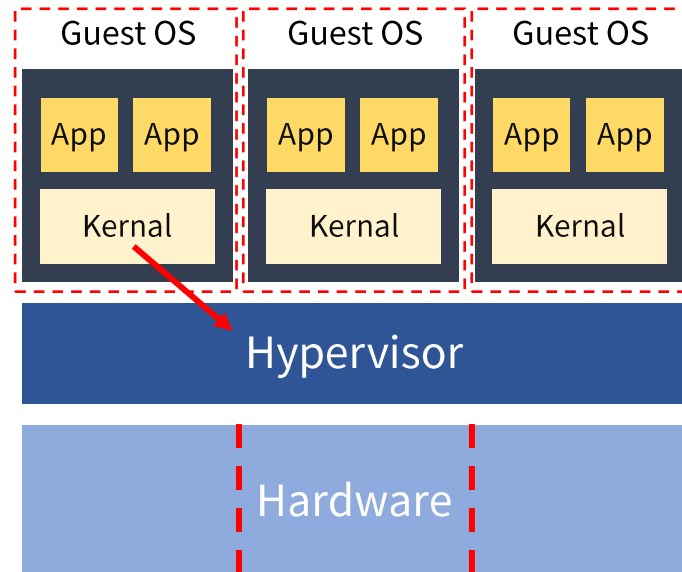 Guest OS
Guest OS
Guest OS
App App
App App
App App
Kernal
Kernal
Kernal
Hypervisor
Hardware